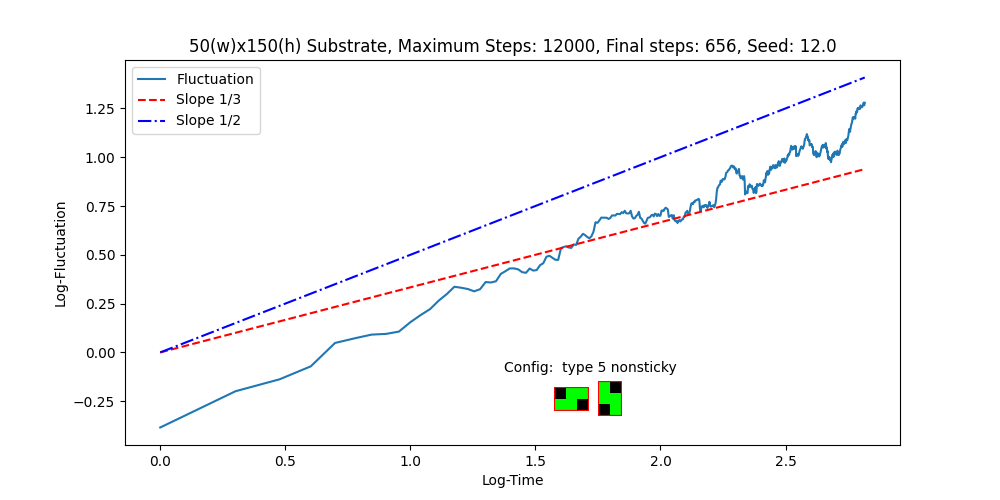 50(w)x150(h) Substrate, Maximum Steps: 12000, Final steps: 656, Seed: 12.0
Fluctuation
Slope 1/3
Slope 1/2
1.25
1.00
0.75
0.50
0.25
0.00
−0.25
Log-Fluctuation
Config:  type 5 nonsticky
0.0 0.5 1.0 1.5 2.0 2.5
Log-Time